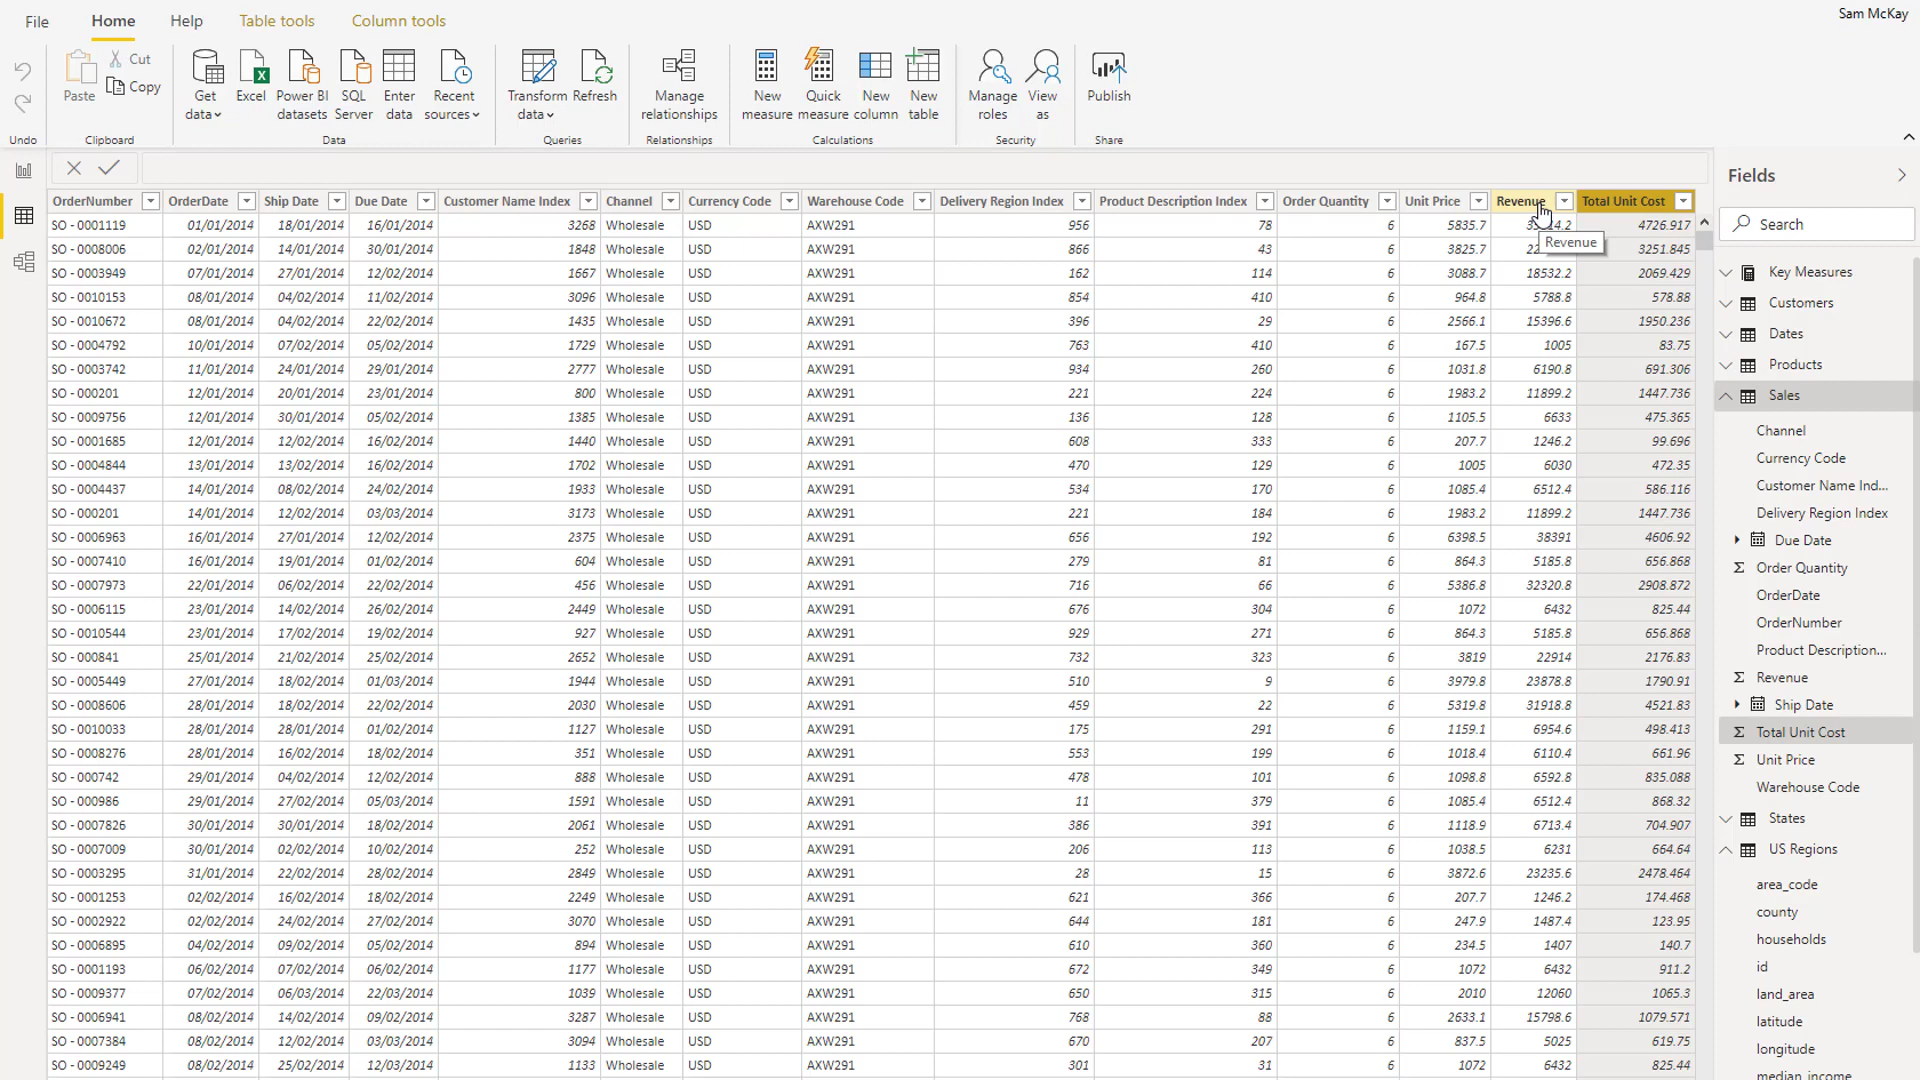 File Home Help Table tools Column tools Sam McKay
Paste Cut Copy Get data Excel Power BI datasets SQL Server Enter data Recent sources Transform data Refresh Manage relationships New measure Quick measure New column New table Manage roles View as Publish
Undo Clipboard Data Queries Relationships Calculations Security Share
OrderNumber OrderDate Ship Date Due Date Customer Name Index Channel Currency Code Warehouse Code Delivery Region Index Product Description Index Order Quantity Unit Price Revenue Total Unit Cost
SO - 0001119 01/01/2014 18/01/2014 16/01/2014 3268 Wholesale USD AXW291 956 78 6 5835.7 4726.917
Revenue
SO - 0008006 02/01/2014 14/01/2014 30/01/2014 1848 Wholesale USD AXW291 866 43 6 3825.7 3251.845
SO - 0003949 07/01/2014 27/01/2014 12/02/2014 1667 Wholesale USD AXW291 162 114 6 3088.7 18532.2 2069.429
SO - 0010153 08/01/2014 04/02/2014 11/02/2014 3096 Wholesale USD AXW291 854 410 6 964.8 5788.8 578.88
SO - 0010672 08/01/2014 04/02/2014 22/02/2014 1435 Wholesale USD AXW291 396 29 6 2566.1 15396.6 1950.236
SO - 0004792 10/01/2014 07/02/2014 05/02/2014 1729 Wholesale USD AXW291 763 410 6 167.5 1005 83.75
SO - 0003742 11/01/2014 24/01/2014 29/01/2014 2777 Wholesale USD AXW291 934 260 6 1031.8 6190.8 691.306
SO - 000201 12/01/2014 20/01/2014 23/01/2014 800 Wholesale USD AXW291 221 224 6 1983.2 11899.2 1447.736
SO - 0009756 12/01/2014 30/01/2014 05/02/2014 1385 Wholesale USD AXW291 136 128 6 1105.5 6633 475.365
SO - 0001685 12/01/2014 12/02/2014 16/02/2014 1440 Wholesale USD AXW291 608 333 6 207.7 1246.2 99.696
SO - 0004844 13/01/2014 13/02/2014 16/02/2014 1702 Wholesale USD AXW291 470 129 6 1005 6030 472.35
SO - 0004437 14/01/2014 08/02/2014 24/02/2014 1933 Wholesale USD AXW291 534 170 6 1085.4 6512.4 586.116
SO - 000201 14/01/2014 12/02/2014 03/03/2014 3173 Wholesale USD AXW291 221 184 6 1983.2 11899.2 1447.736
SO - 0006963 16/01/2014 27/01/2014 12/02/2014 2375 Wholesale USD AXW291 656 192 6 6398.5 38391 4606.92
SO - 0007410 16/01/2014 19/01/2014 01/02/2014 604 Wholesale USD AXW291 279 81 6 864.3 5185.8 656.868
SO - 0007973 22/01/2014 06/02/2014 22/02/2014 456 Wholesale USD AXW291 716 66 6 5386.8 32320.8 2908.872
SO - 0006115 23/01/2014 14/02/2014 26/02/2014 2449 Wholesale USD AXW291 676 304 6 1072 6432 825.44
SO - 0010544 23/01/2014 17/02/2014 19/02/2014 927 Wholesale USD AXW291 929 271 6 864.3 5185.8 656.868
SO - 000841 25/01/2014 21/02/2014 25/02/2014 2652 Wholesale USD AXW291 732 323 6 3819 22914 2176.83
SO - 0005449 27/01/2014 18/02/2014 01/03/2014 1944 Wholesale USD AXW291 510 9 6 3979.8 23878.8 1790.91
SO - 0008606 28/01/2014 18/02/2014 22/02/2014 2030 Wholesale USD AXW291 459 22 6 5319.8 31918.8 4521.83
SO - 0010033 28/01/2014 28/01/2014 01/02/2014 1127 Wholesale USD AXW291 175 291 6 1159.1 6954.6 498.413
SO - 0008276 28/01/2014 16/02/2014 18/02/2014 351 Wholesale USD AXW291 553 199 6 1018.4 6110.4 661.96
SO - 000742 29/01/2014 04/02/2014 12/02/2014 888 Wholesale USD AXW291 478 101 6 1098.8 6592.8 835.088
SO - 000986 29/01/2014 27/02/2014 05/03/2014 1591 Wholesale USD AXW291 11 379 6 1085.4 6512.4 868.32
SO - 0007826 30/01/2014 30/01/2014 18/02/2014 2061 Wholesale USD AXW291 386 391 6 1118.9 6713.4 704.907
SO - 0007009 30/01/2014 02/02/2014 10/02/2014 252 Wholesale USD AXW291 206 113 6 1038.5 6231 664.64
SO - 0003295 31/01/2014 22/02/2014 28/02/2014 2849 Wholesale USD AXW291 28 15 6 3872.6 23235.6 2478.464
SO - 0001253 02/02/2014 16/02/2014 18/02/2014 2249 Wholesale USD AXW291 621 366 6 207.7 1246.2 174.468
SO - 0002922 02/02/2014 24/02/2014 27/02/2014 3070 Wholesale USD AXW291 644 181 6 247.9 1487.4 123.95
SO - 0006895 04/02/2014 09/02/2014 05/02/2014 894 Wholesale USD AXW291 610 360 6 234.5 1407 140.7
SO - 0001193 06/02/2014 07/02/2014 06/02/2014 1177 Wholesale USD AXW291 672 349 6 1072 6432 911.2
SO - 0009377 07/02/2014 06/03/2014 22/03/2014 1039 Wholesale USD AXW291 650 315 6 2010 12060 1065.3
SO - 0006941 08/02/2014 14/02/2014 09/02/2014 3287 Wholesale USD AXW291 768 88 6 2633.1 15798.6 1079.571
SO - 0007384 08/02/2014 12/02/2014 03/03/2014 3094 Wholesale USD AXW291 670 207 6 837.5 5025 619.75
SO - 0009249 08/02/2014 25/02/2014 12/03/2014 1133 Wholesale USD AXW291 301 31 6 1072 6432 825.44
Fields
Search
Key Measures
Customers
Dates
Products
Sales
Channel
Currency Code
Customer Name Ind...
Delivery Region Index
Due Date
Σ Order Quantity
OrderDate
OrderNumber
Product Description...
Σ Revenue
Ship Date
Σ Total Unit Cost
Σ Unit Price
Warehouse Code
States
US Regions
area_code
county
households
id
land_area
latitude
longitude
median_income